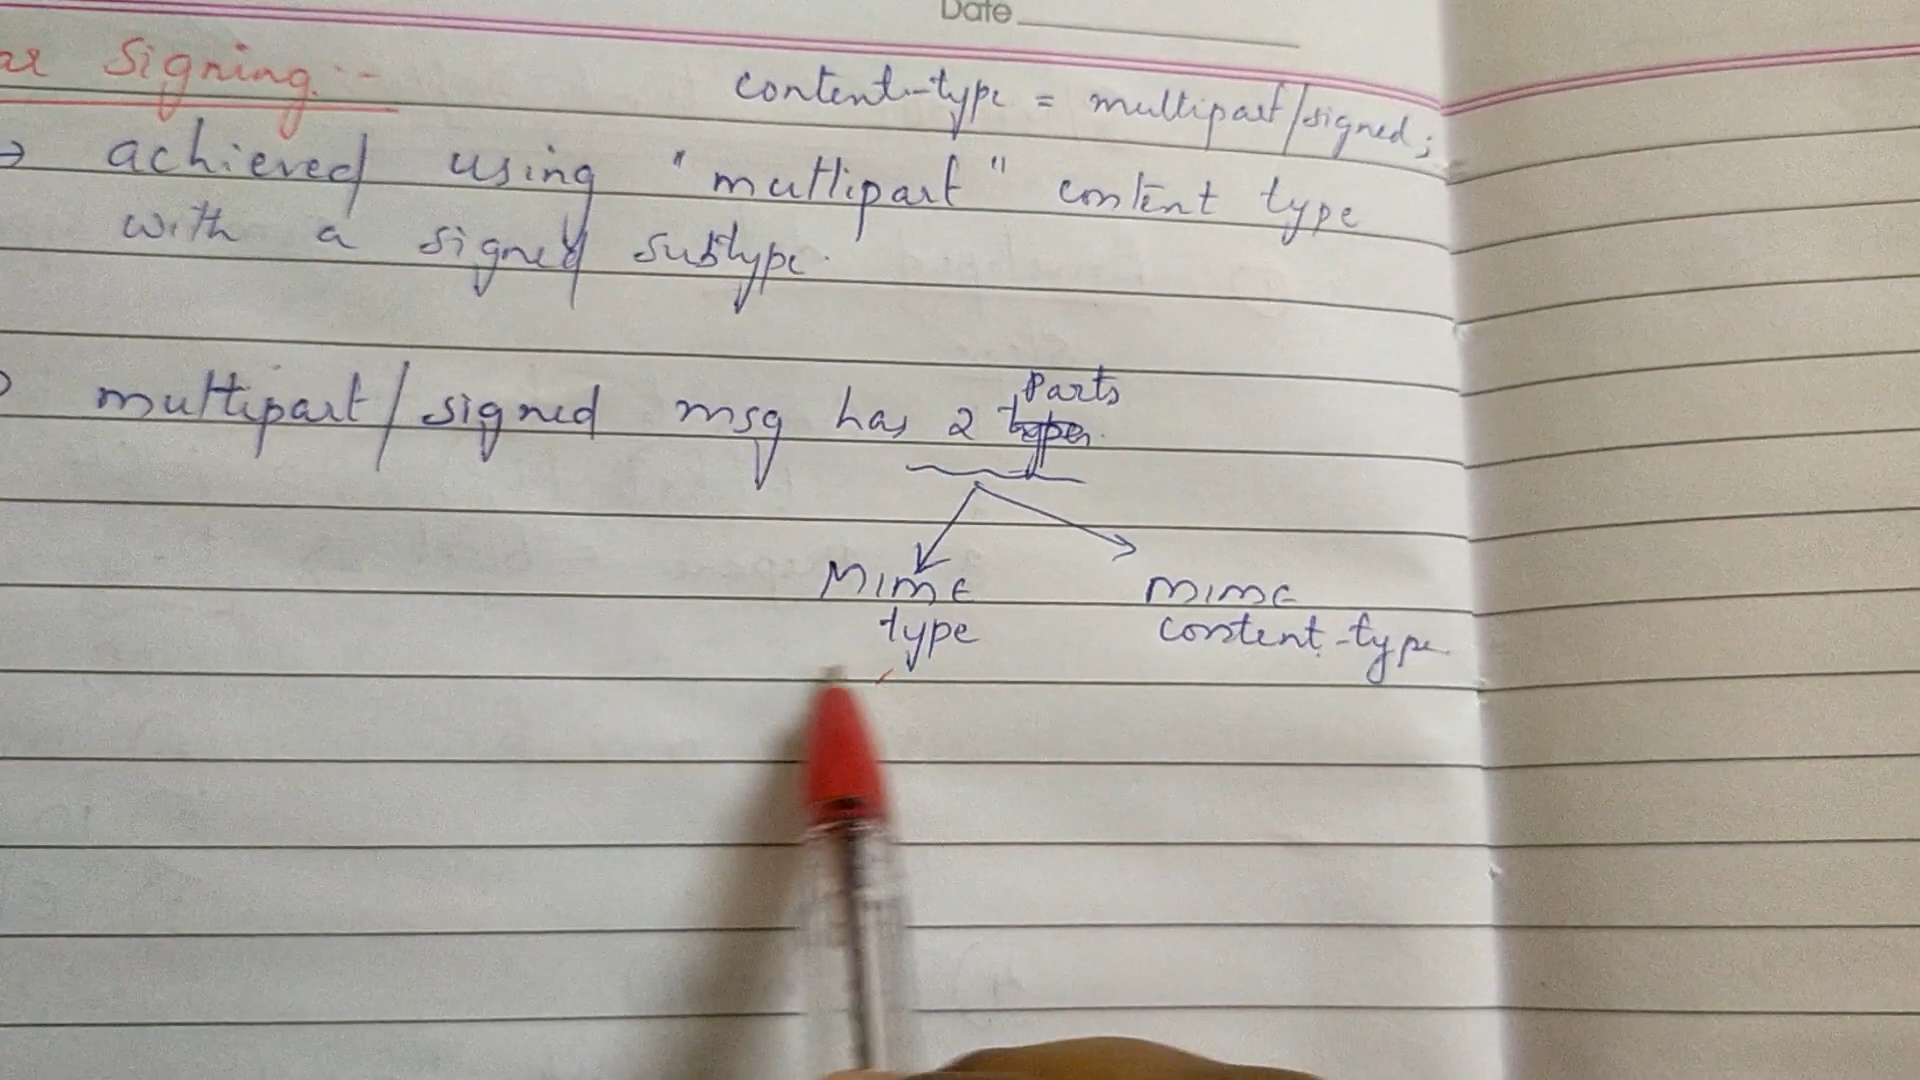 Date
ar Signing :-
content-type = multipart/signed;
→ achieved using "multipart" content type
with a signed subtype.
multipart/signed msg has 2 Parts
MIME type
MIME content-type